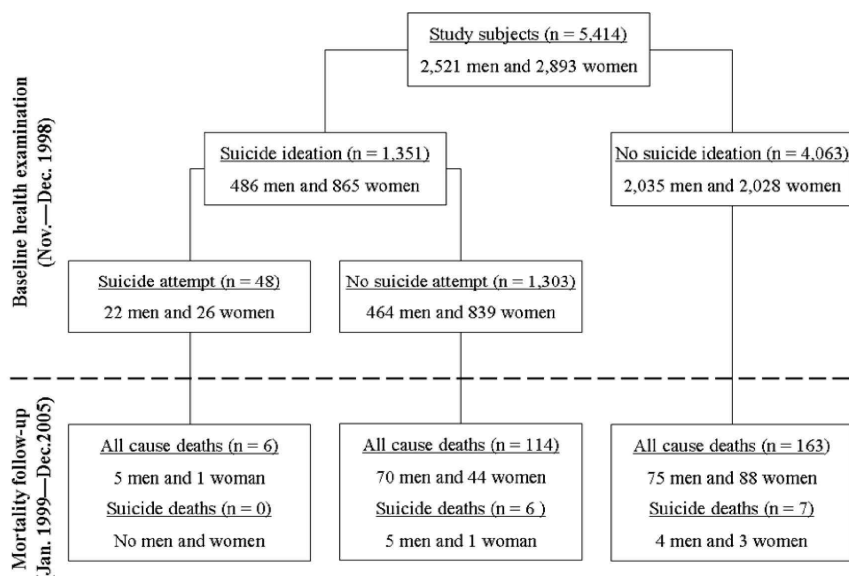 Study subjects (n = 5,414)
2,521 men and 2,893 women
Baseline health examination
(Nov.—Dec. 1998)
Suicide ideation (n = 1,351)
486 men and 865 women
No suicide ideation (n = 4,063)
2,035 men and 2,028 women
Suicide attempt (n = 48)
22 men and 26 women
No suicide attempt (n = 1,303)
464 men and 839 women
Mortality follow-up
(Jan. 1999—Dec.2005)
All cause deaths (n = 6)
5 men and 1 woman
Suicide deaths (n = 0)
No men and women
All cause deaths (n = 114)
70 men and 44 women
Suicide deaths (n = 6 )
5 men and 1 woman
All cause deaths (n = 163)
75 men and 88 women
Suicide deaths (n = 7)
4 men and 3 women